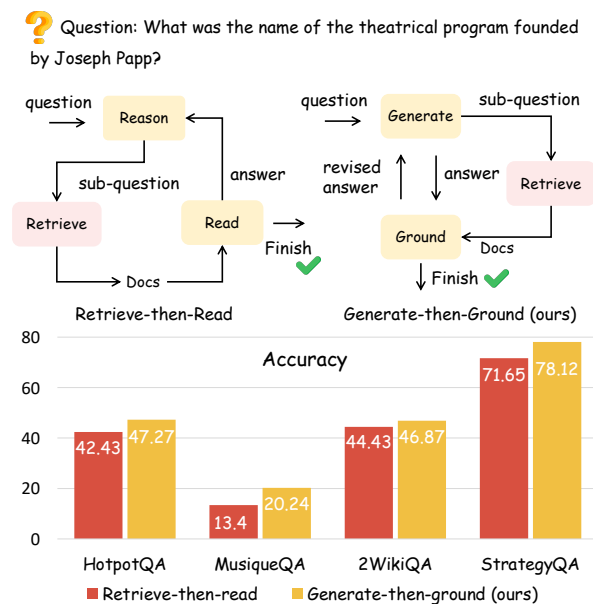 Question: What was the name of the theatrical program founded
by Joseph Papp?
question
Reason
sub-question
answer
Retrieve
Read
Finish
Docs
Retrieve-then-Read
question
Generate
sub-question
revised
answer
answer
Retrieve
Ground
Docs
Finish
Generate-then-Ground (ours)
Accuracy
80
60
40
20
0
42.43
47.27
13.4
20.24
44.43
46.87
71.65
78.12
HotpotQA
MusiqueQA
2WikiQA
StrategyQA
Retrieve-then-read
Generate-then-ground (ours)